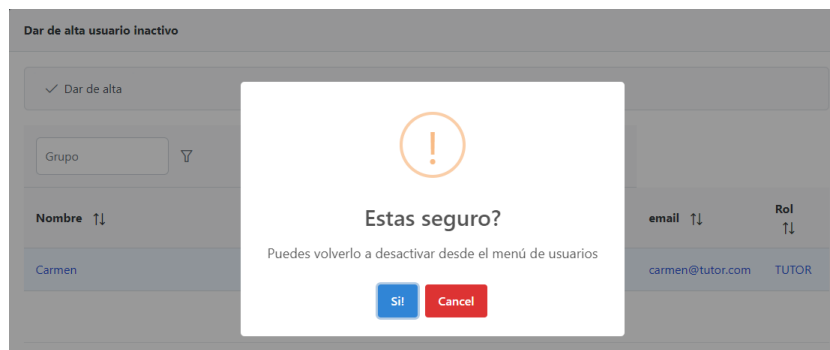 Dar de alta usuario inactivo
Dar de alta
Grupo
Nombre
email
Rol
Carmen
carmen@tutor.com
TUTOR
!
Estas seguro?
Puedes volverlo a desactivar desde el menú de usuarios
Si!
Cancel